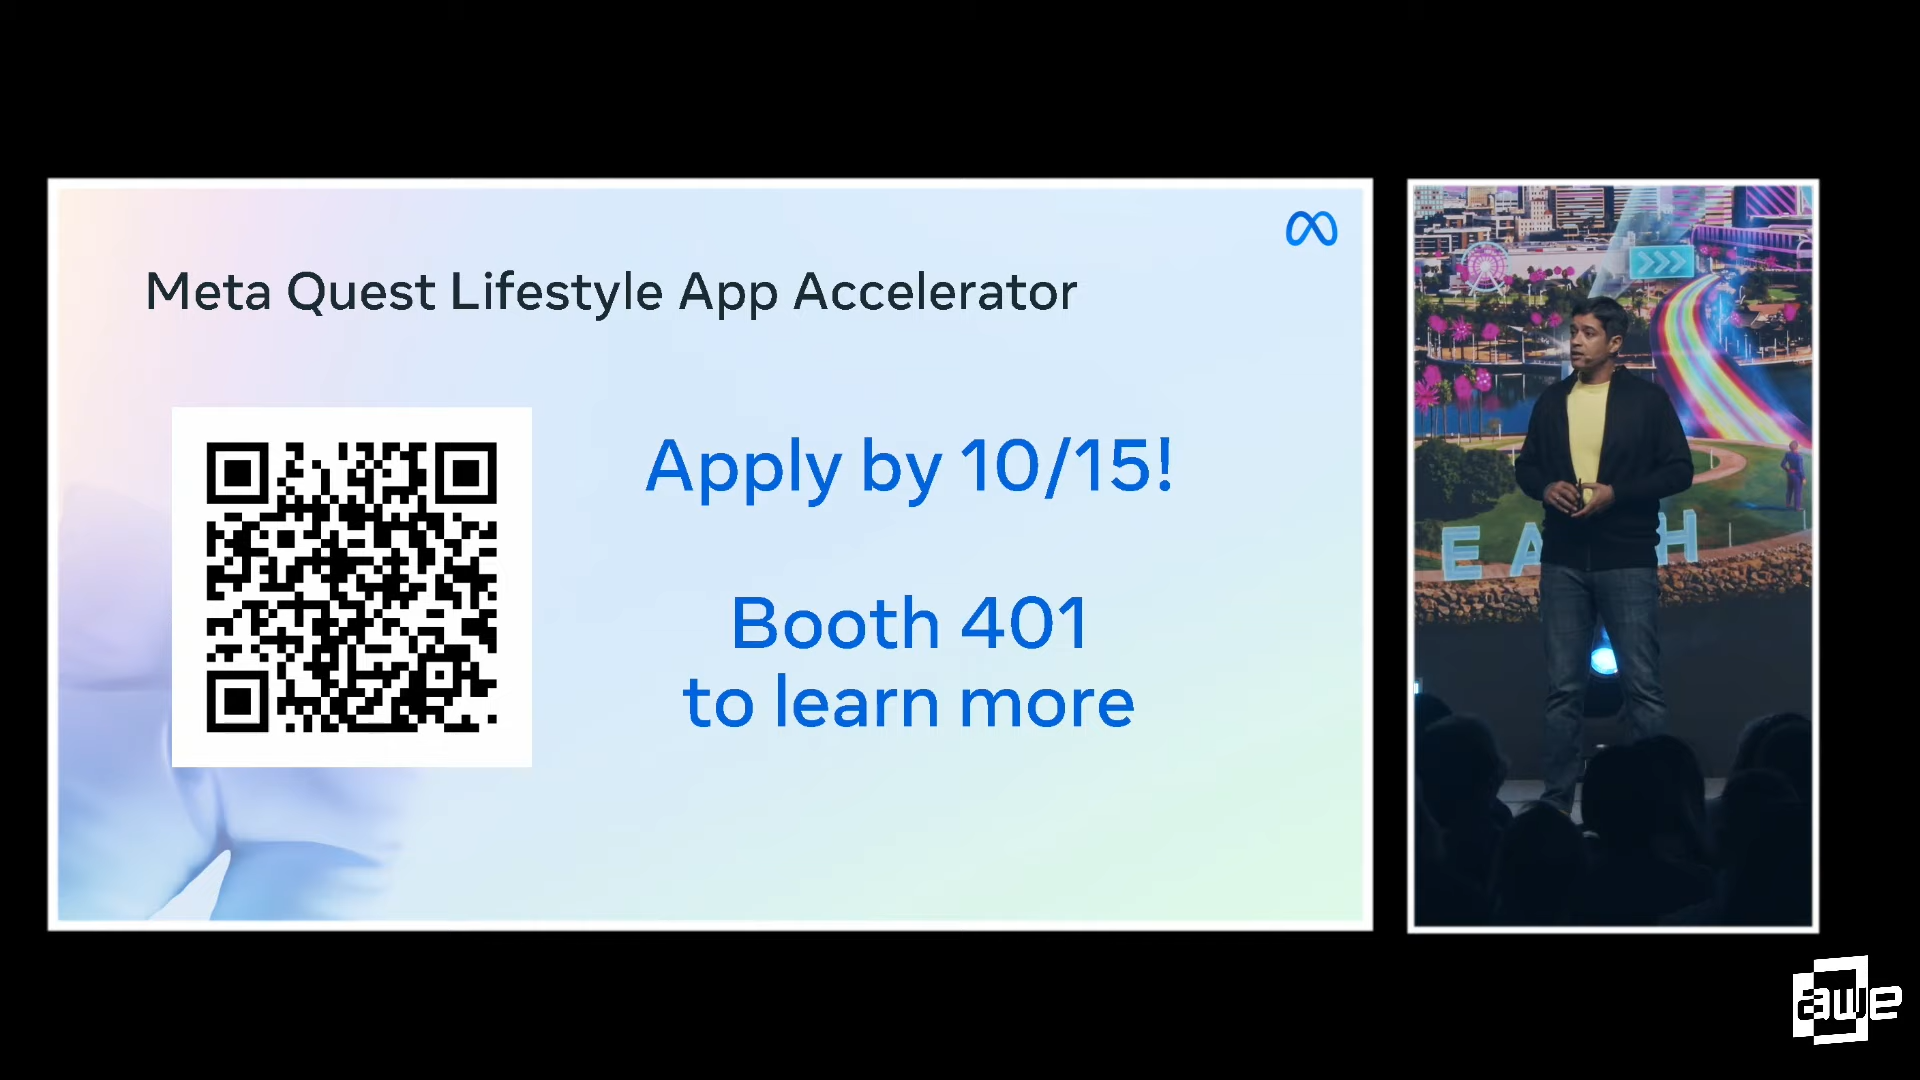 Meta Quest Lifestyle App Accelerator
Apply by 10/15!
Booth 401
to learn more
awe